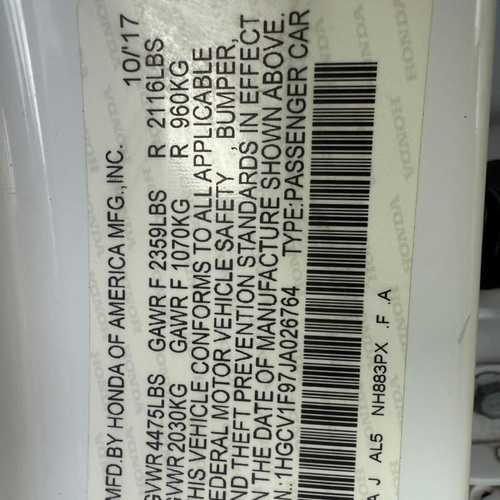 MFD.BY HONDA OF AMERICA MFG.,INC. 10/'17
GVWR 4475LBS GAWR F 2359LBS R 2116LBS
GVWR 2030KG GAWR F 1070KG R 960KG
THIS VEHICLE CONFORMS TO ALL APPLICABLE
FEDERAL MOTOR VEHICLE SAFETY , BUMPER,
AND THEFT PREVENTION STANDARDS IN EFFECT
ON THE DATE OF MANUFACTURE SHOWN ABOVE.
N.:1HGCV1F97JA026764 TYPE:PASSENGER CAR
J AL5 NH883PX .F .A